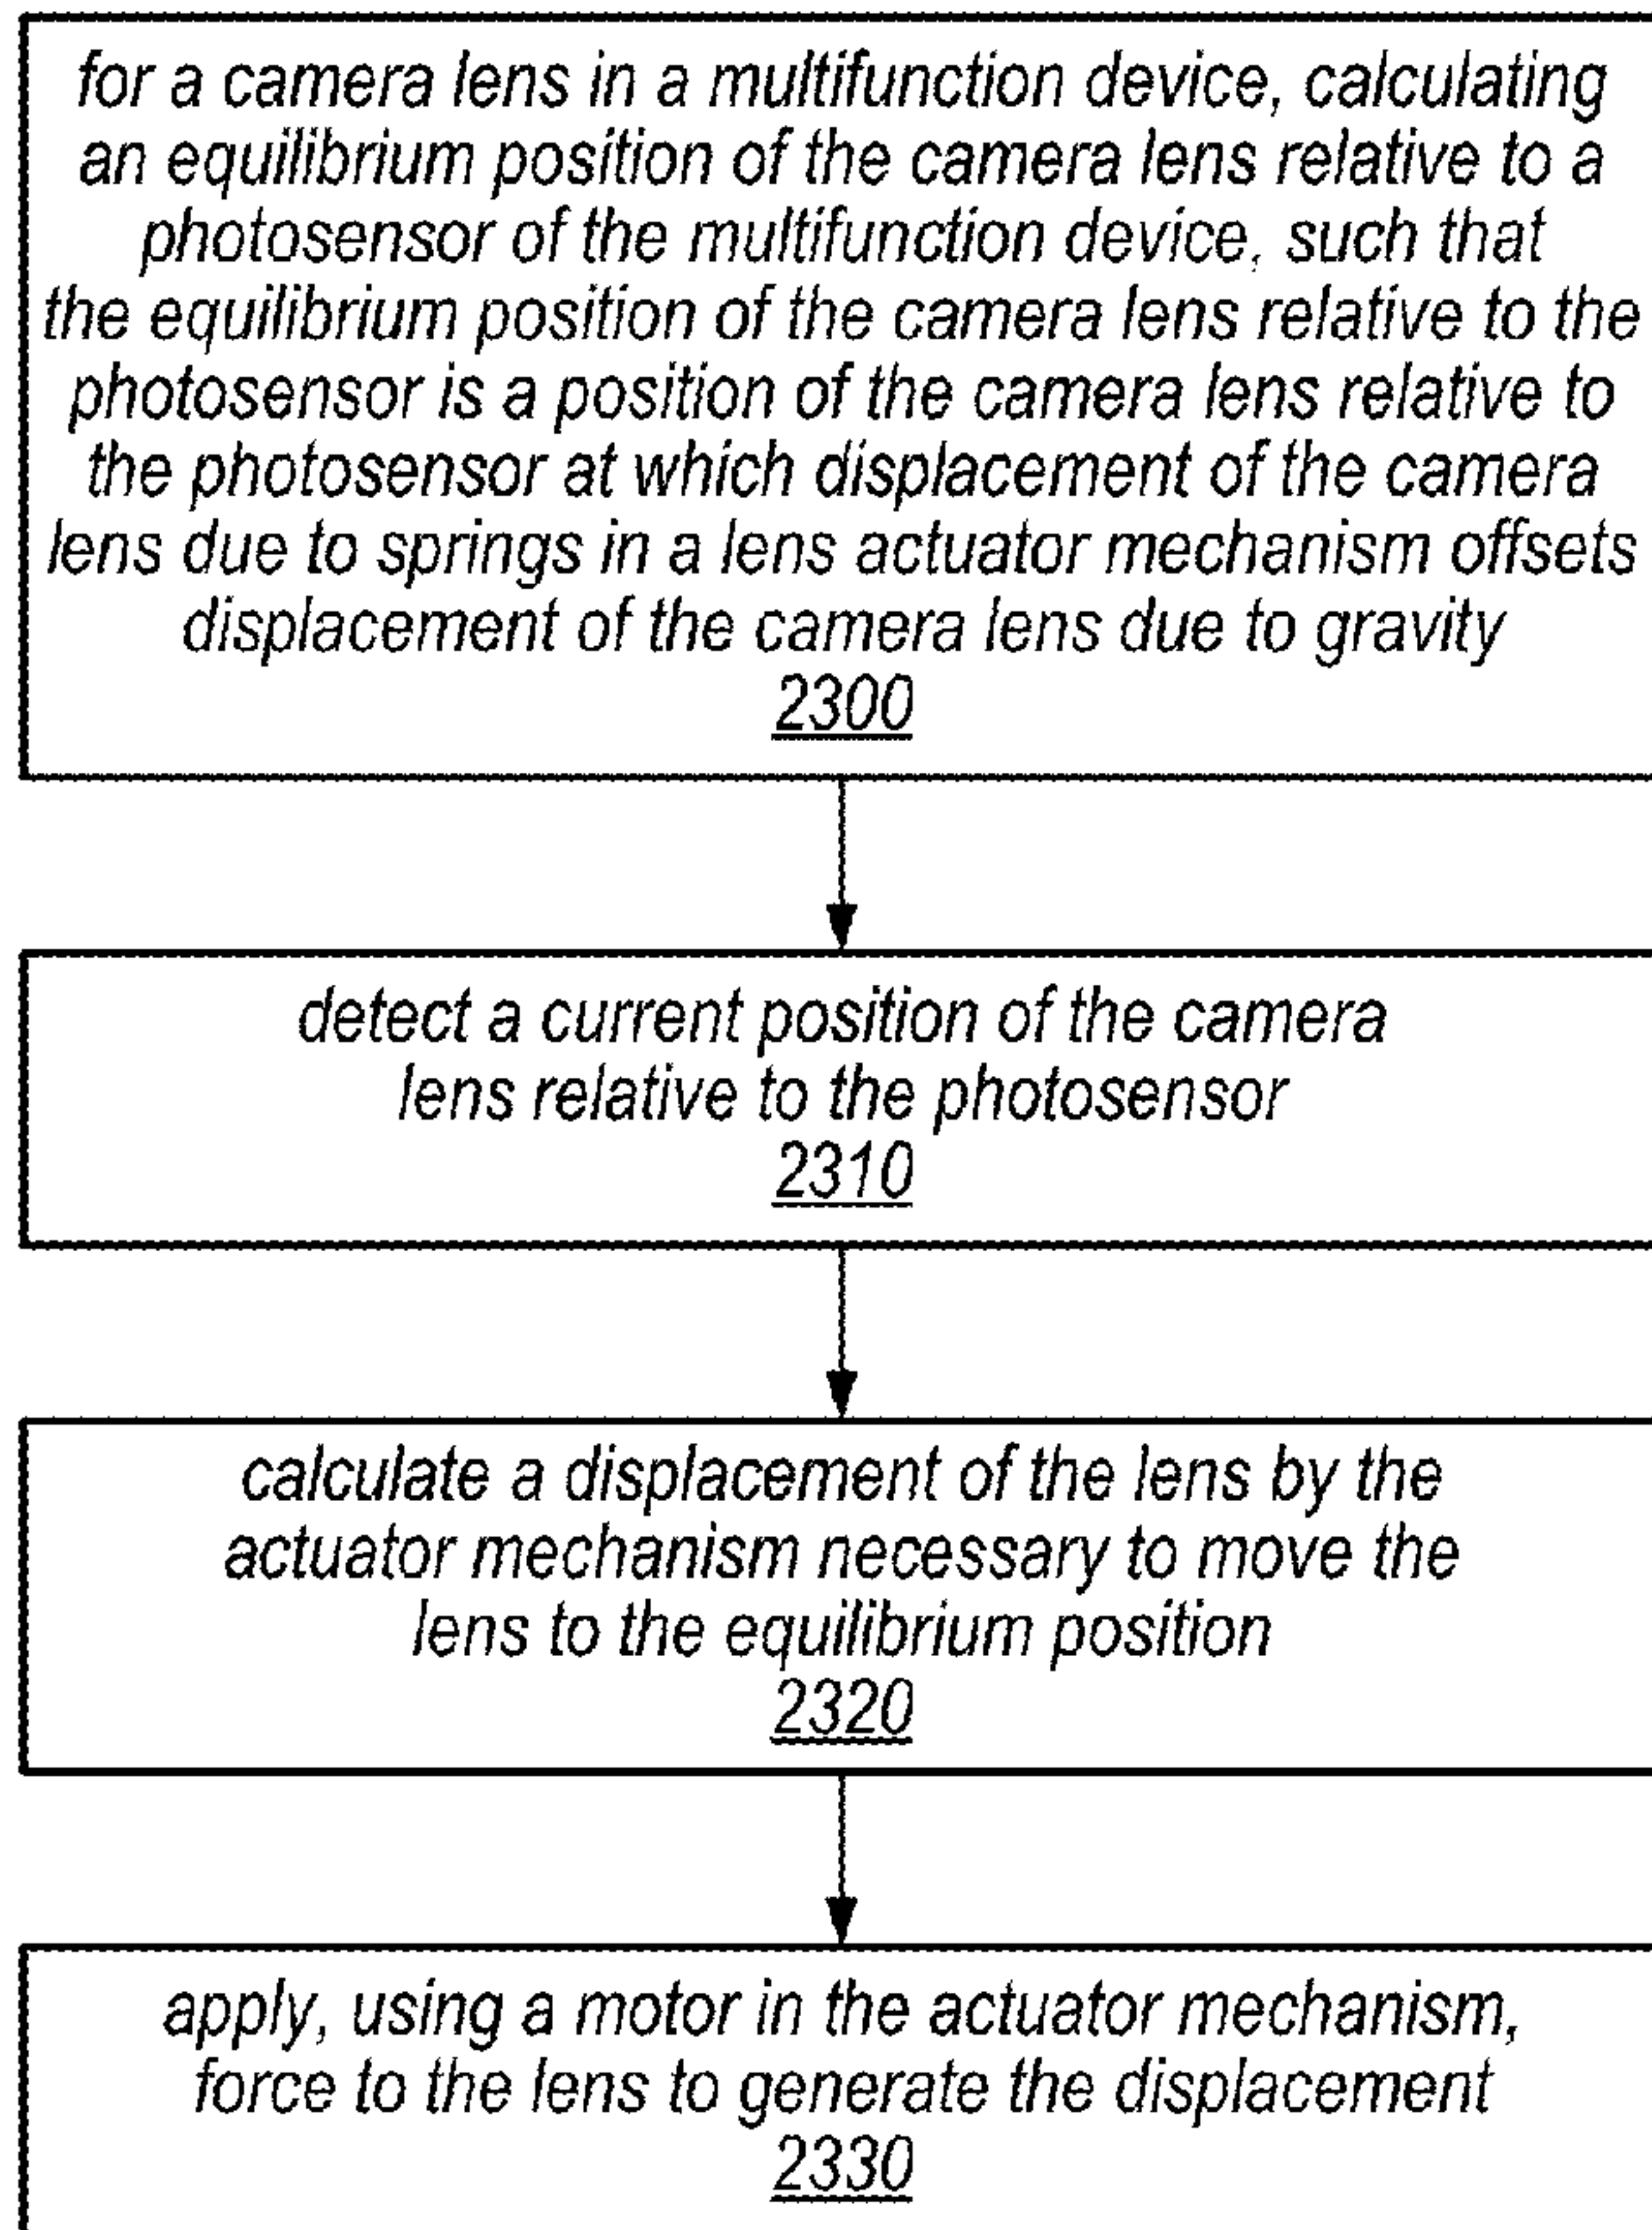 for a camera lens in a multifunction device, calculating
an equilibrium position of the camera lens relative to a
photosensor of the multifunction device, such that
the equilibrium position of the camera lens relative to the
photosensor is a position of the camera lens relative to
the photosensor at which displacement of the camera
lens due to springs in a lens actuator mechanism offsets
displacement of the camera lens due to gravity
2300
detect a current position of the camera
lens relative to the photosensor
2310
calculate a displacement of the lens by the
actuator mechanism necessary to move the
lens to the equilibrium position
2320
apply, using a motor in the actuator mechanism,
force to the lens to generate the displacement
2330